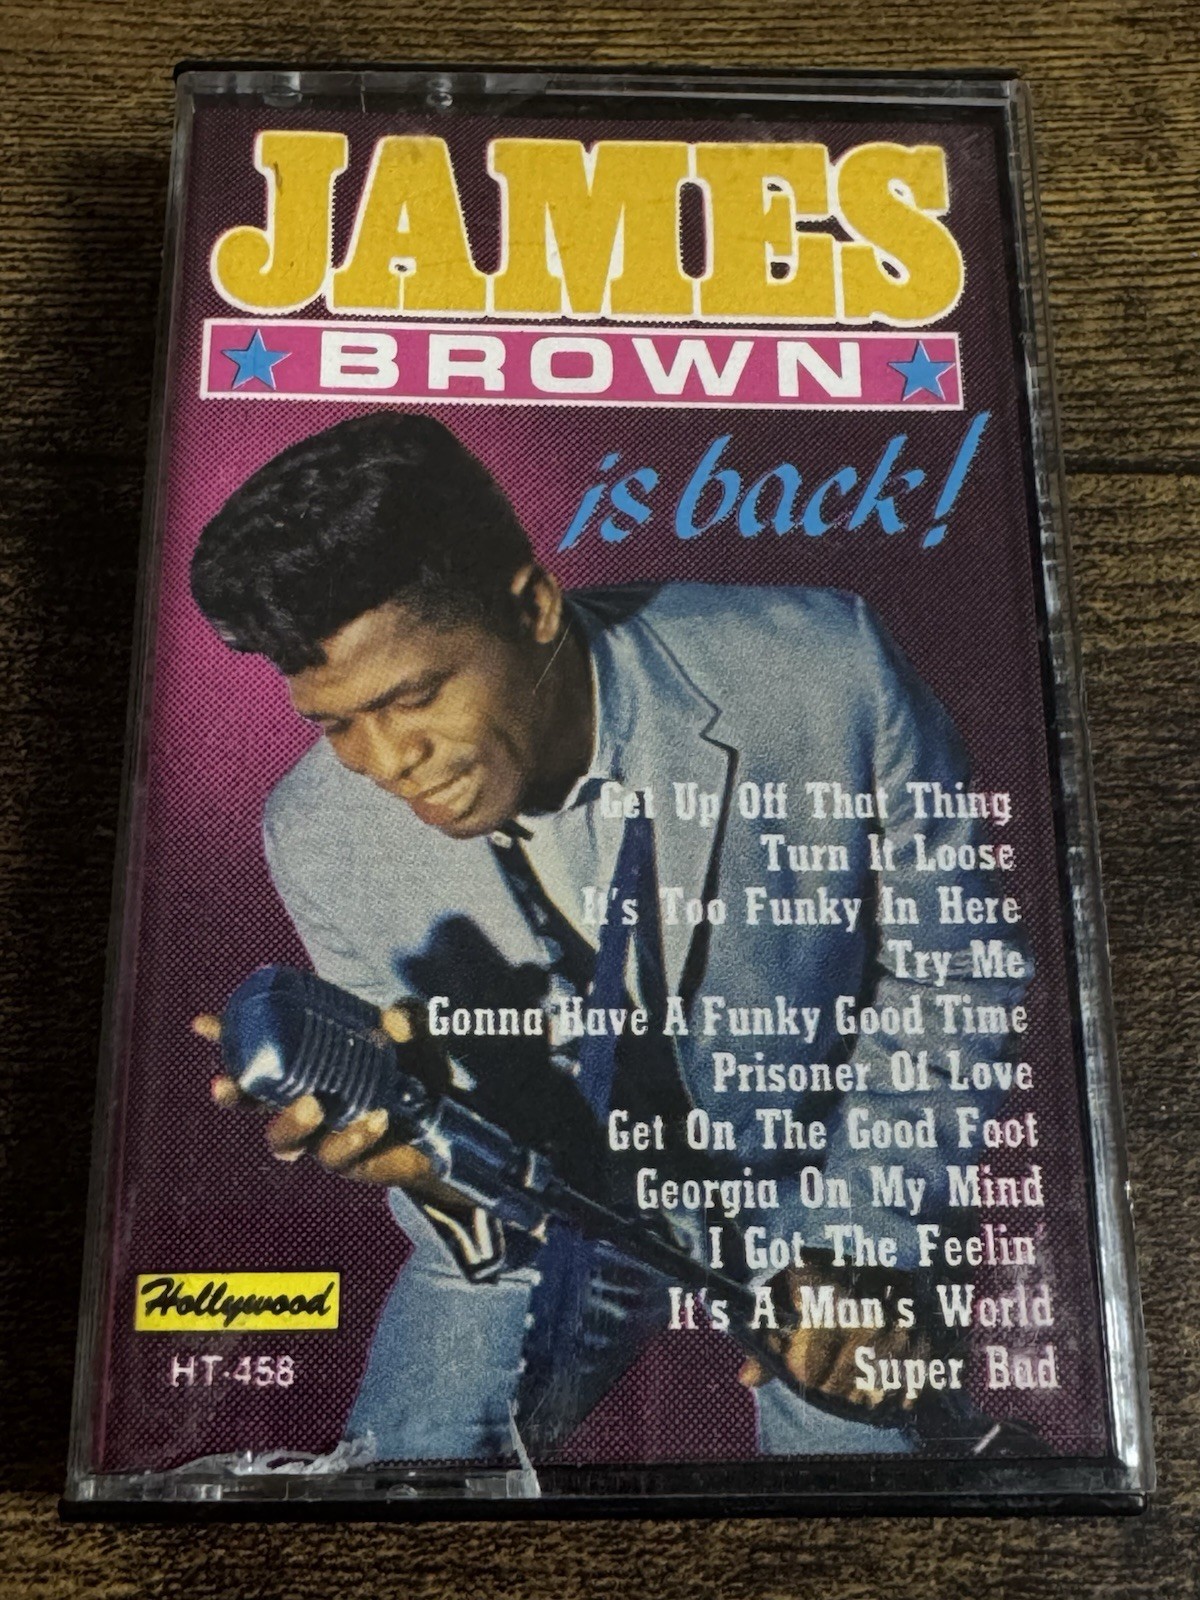 JAMES
BROWN
is back!
Get Up Off That Thing
Turn It Loose
It's Too Funky In Here
Try Me
Gonna Have A Funky Good Time
Prisoner Of Love
Get On The Good Foot
Georgia On My Mind
I Got The Feelin'
It's A Man's World
Super Bad
Hollywood
HT-458